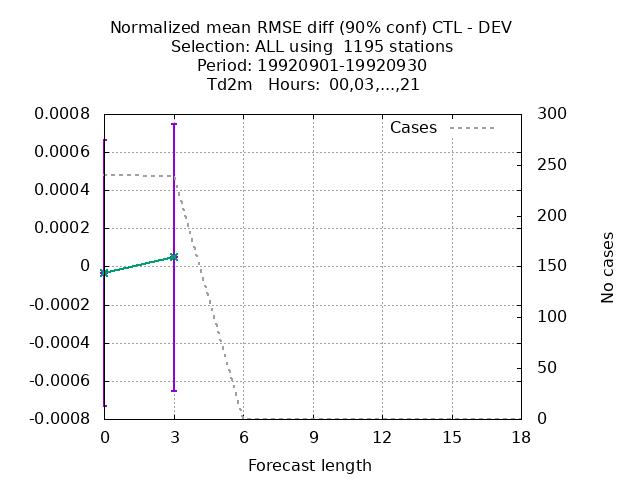 Normalized mean RMSE diff (90% conf) CTL - DEV
Selection: ALL using  1195 stations
Period: 19920901-19920930
Td2m   Hours:  00,03,...,21
Cases
0.0008
0.0006
0.0004
0.0002
0
-0.0002
-0.0004
-0.0006
-0.0008
300
250
200
150
100
50
0
No cases
0 3 6 9 12 15 18
Forecast length